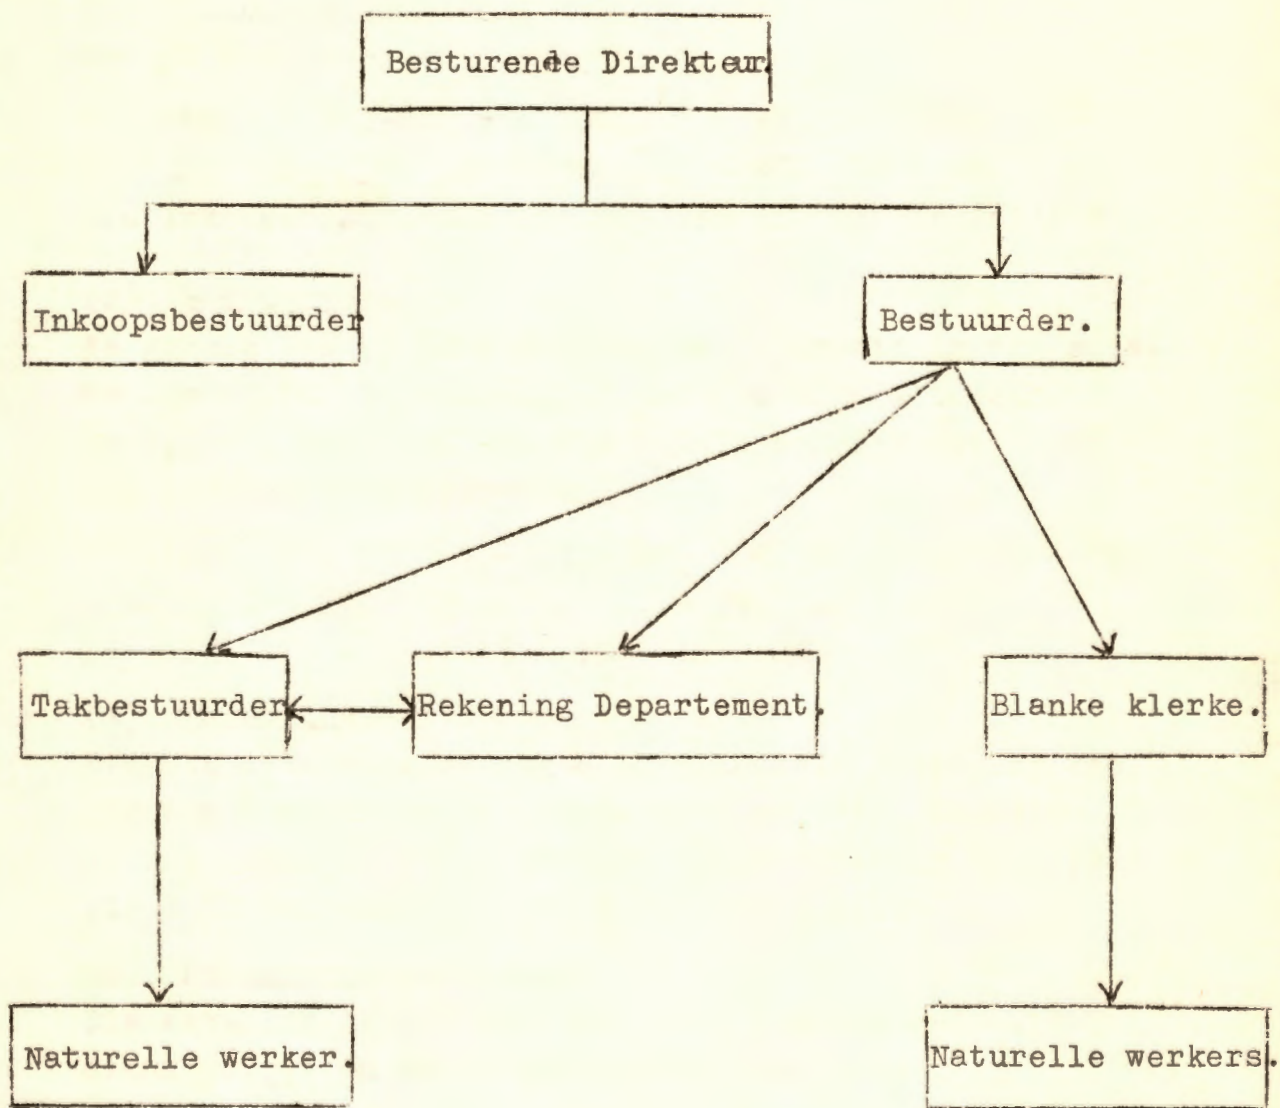 Besturende Direkteur.
Inkoopsbestuurder
Bestuurder.
Takbestuurder
Rekening Departement.
Blanke klerke.
Naturelle werker.
Naturelle werkers.